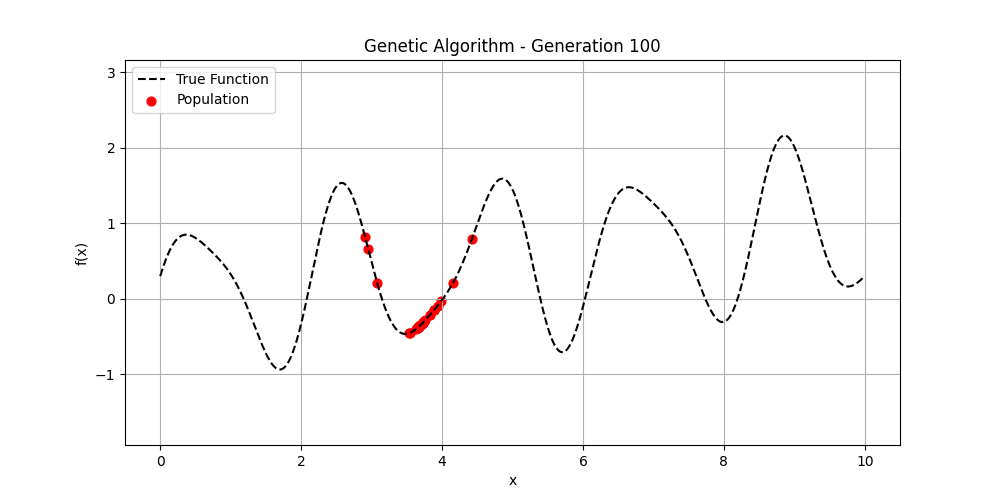 Genetic Algorithm - Generation 100
True Function
Population
f(x)
3
2
1
0
−1
0 2 4 6 8 10
x